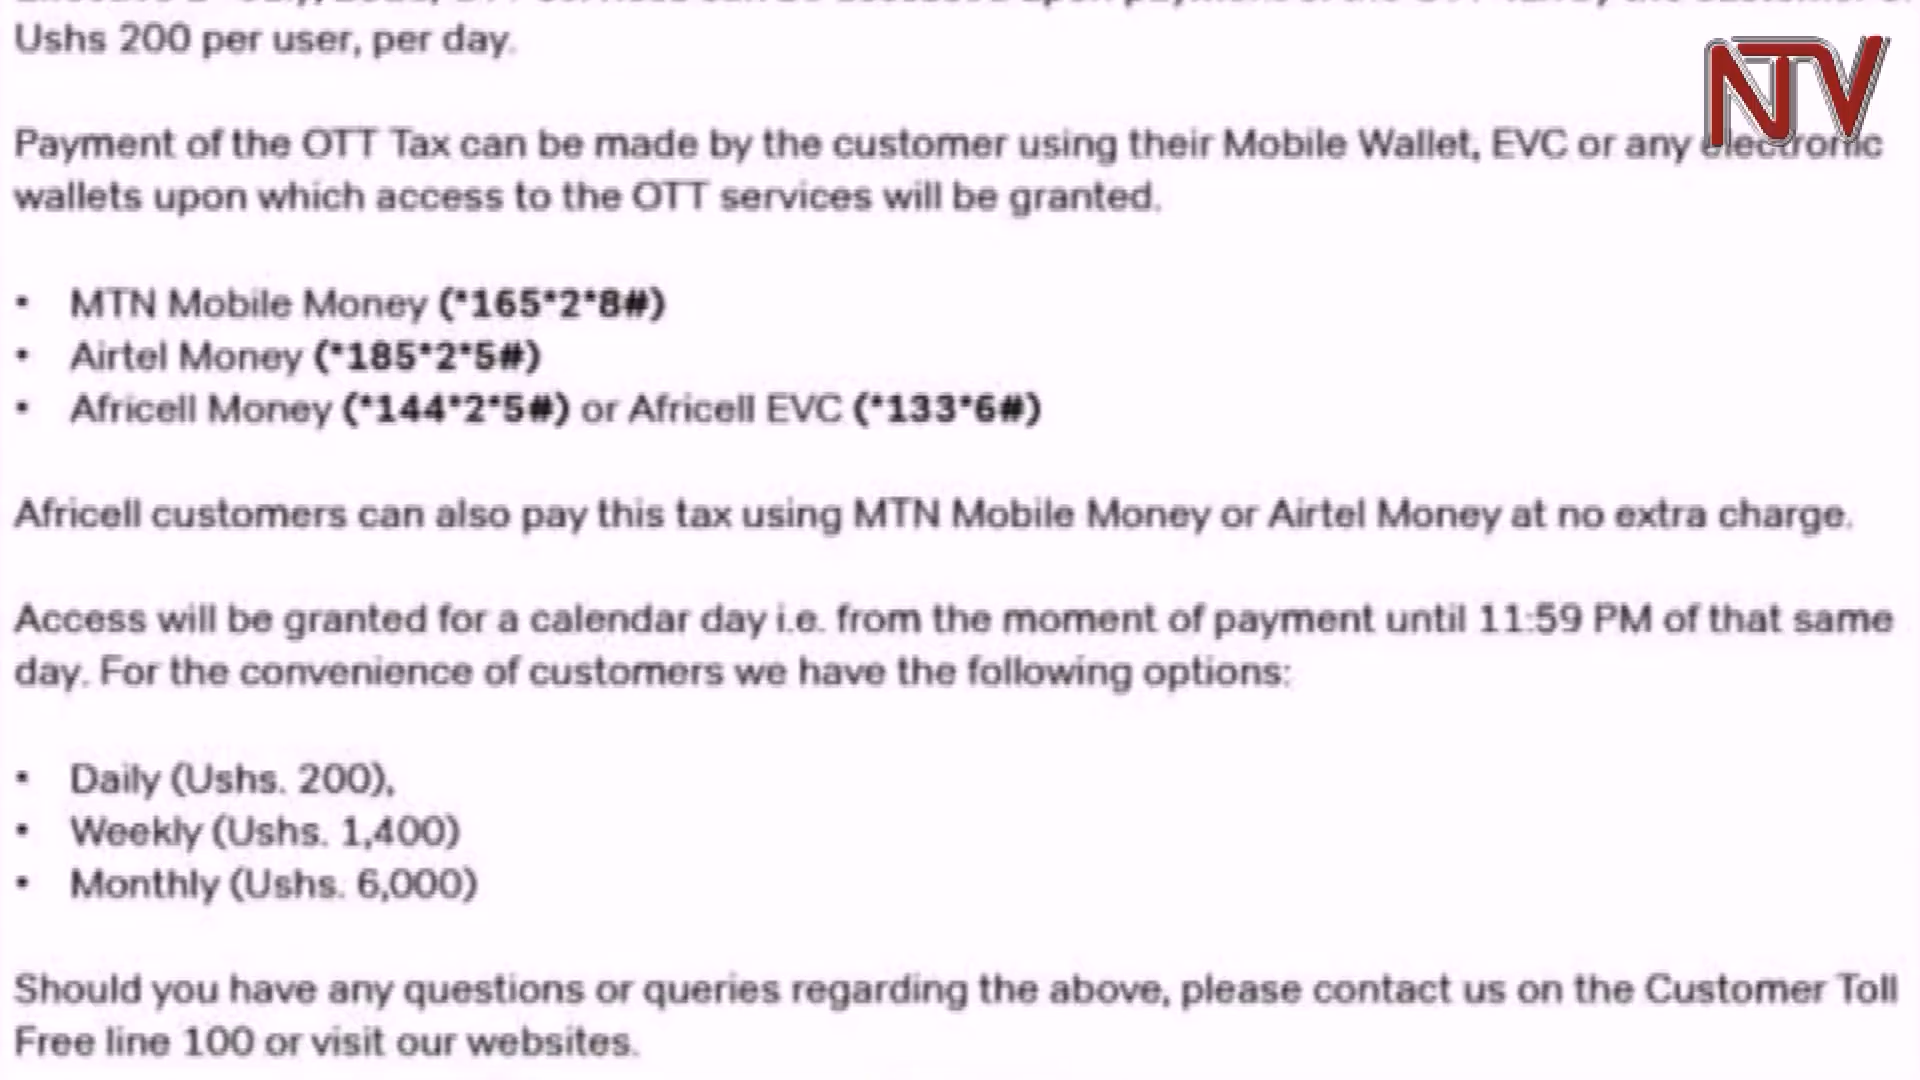 Ushs 200 per user, per day.
NTV
Payment of the OTT Tax can be made by the customer using their Mobile Wallet, EVC or any electronic
wallets upon which access to the OTT services will be granted.
• MTN Mobile Money (*165*2*8#)
• Airtel Money (*185*2*5#)
• Africell Money (*144*2*5#) or Africell EVC (*133*6#)
Africell customers can also pay this tax using MTN Mobile Money or Airtel Money at no extra charge.
Access will be granted for a calendar day i.e. from the moment of payment until 11:59 PM of that same
day. For the convenience of customers we have the following options:
• Daily (Ushs. 200),
• Weekly (Ushs. 1,400)
• Monthly (Ushs. 6,000)
Should you have any questions or queries regarding the above, please contact us on the Customer Toll
Free line 100 or visit our websites.